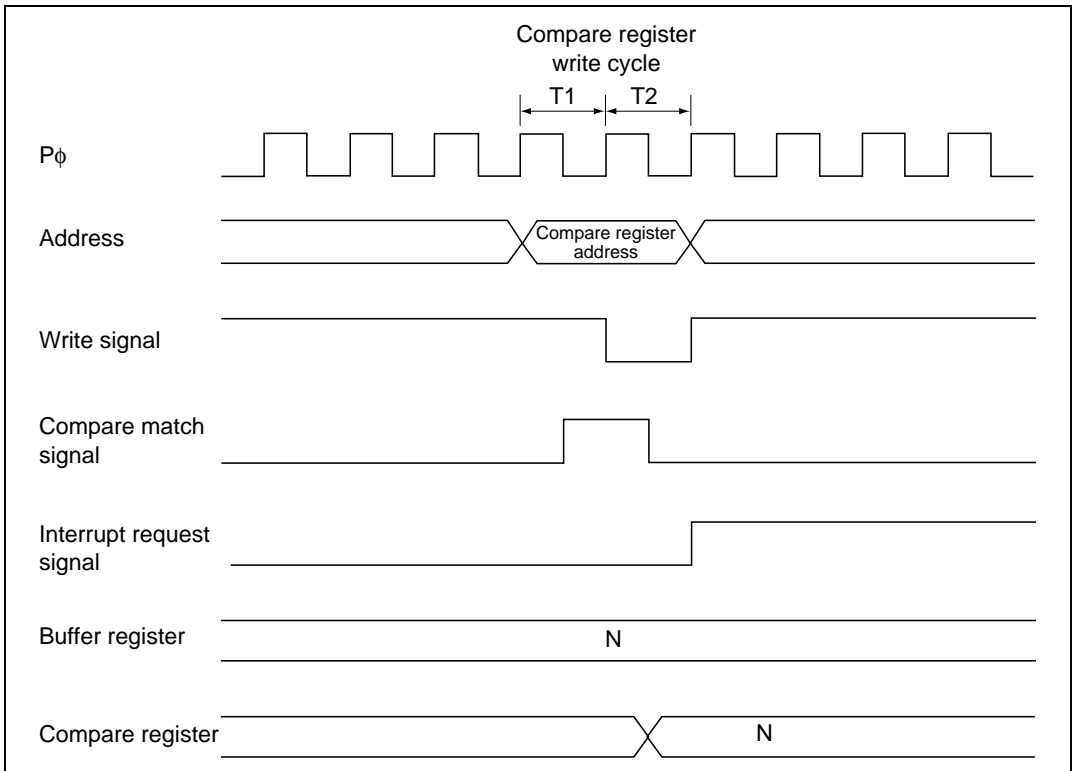 Compare register
write cycle
T1 T2
Pϕ
Address
Compare register
address
Write signal
Compare match
signal
Interrupt request
signal
Buffer register
N
Compare register
N